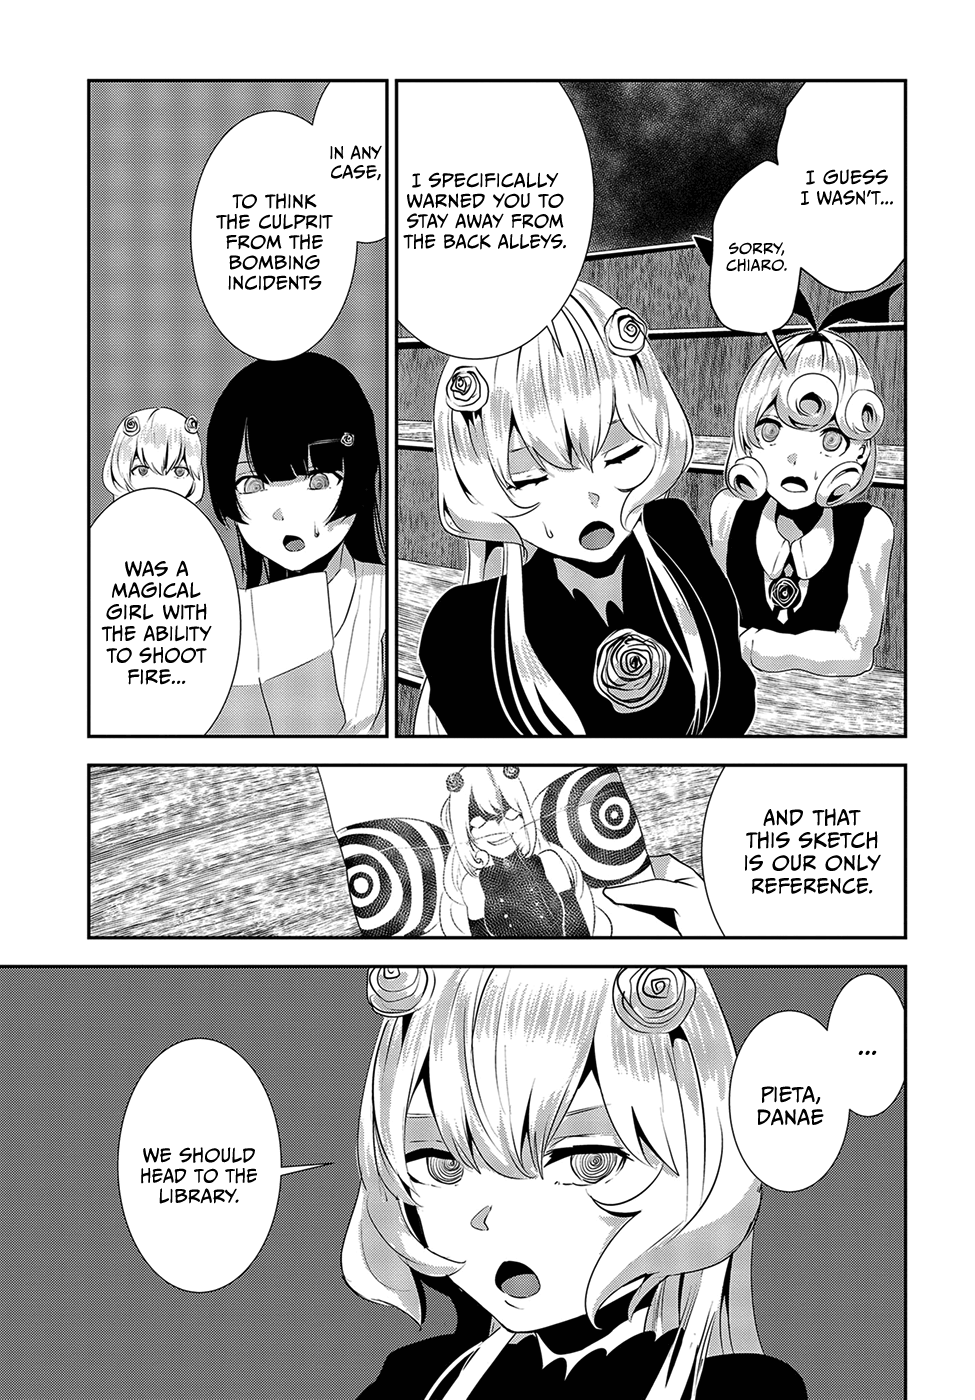 I GUESS
I WASN'T...
SORRY,
CHIARO.
I SPECIFICALLY
WARNED YOU TO
STAY AWAY FROM
THE BACK ALLEYS.
IN ANY
CASE,
TO THINK
THE CULPRIT
FROM THE
BOMBING
INCIDENTS
WAS A
MAGICAL
GIRL WITH
THE ABILITY
TO SHOOT
FIRE...
AND THAT
THIS SKETCH
IS OUR ONLY
REFERENCE.
...
PIETA,
DANAE
WE SHOULD
HEAD TO THE
LIBRARY.